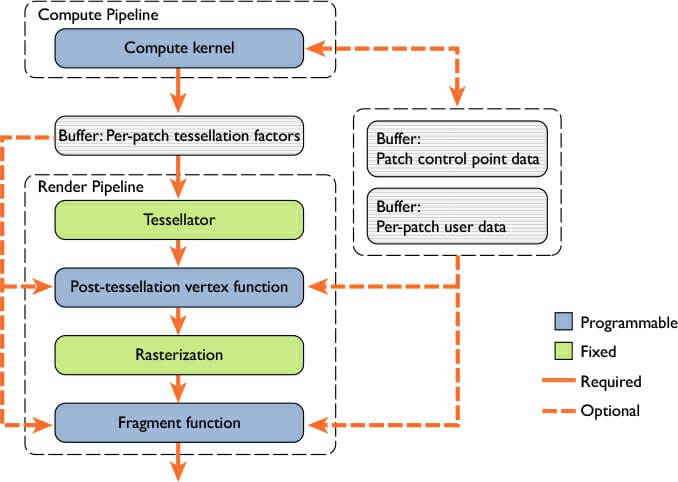 Compute Pipeline
Compute kernel
Buffer: Per-patch tessellation factors
Buffer:
Patch control point data
Buffer:
Per-patch user data
Render Pipeline
Tessellator
Post-tessellation vertex function
Rasterization
Fragment function
Programmable
Fixed
Required
Optional